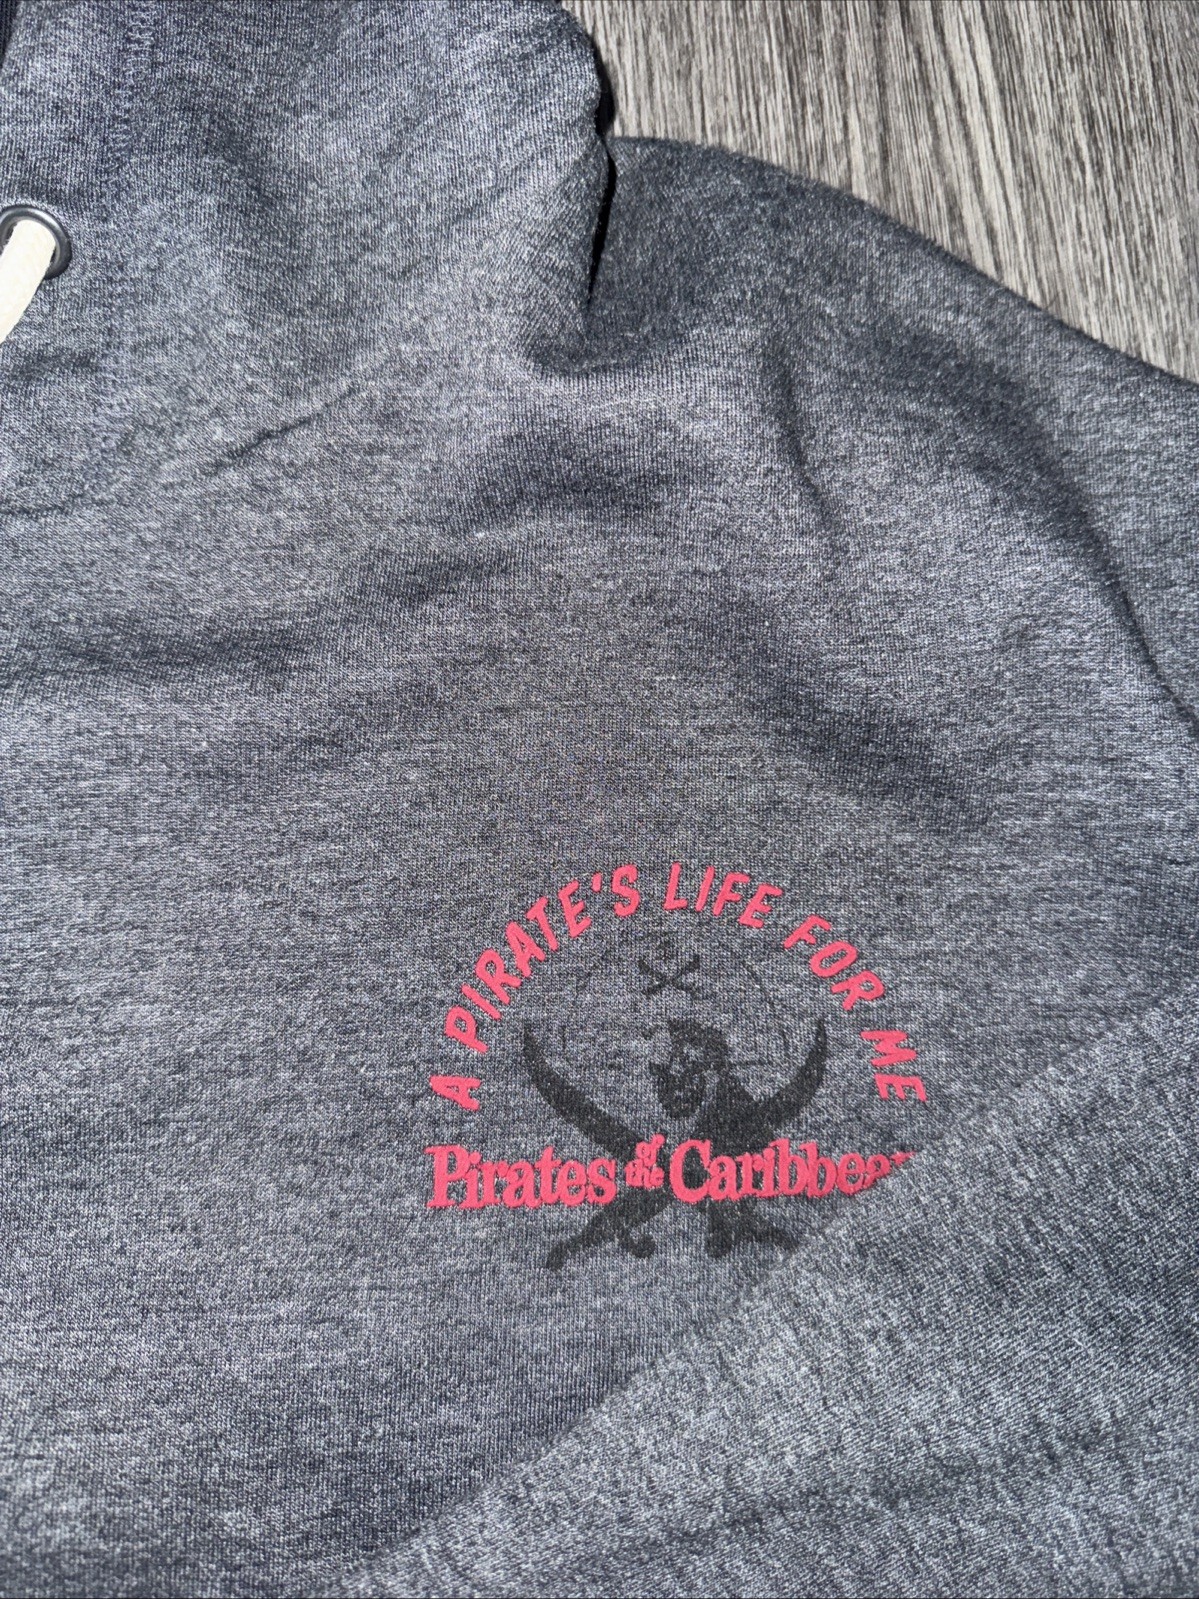 A PIRATE'S LIFE FOR ME
Pirates of the Caribbean